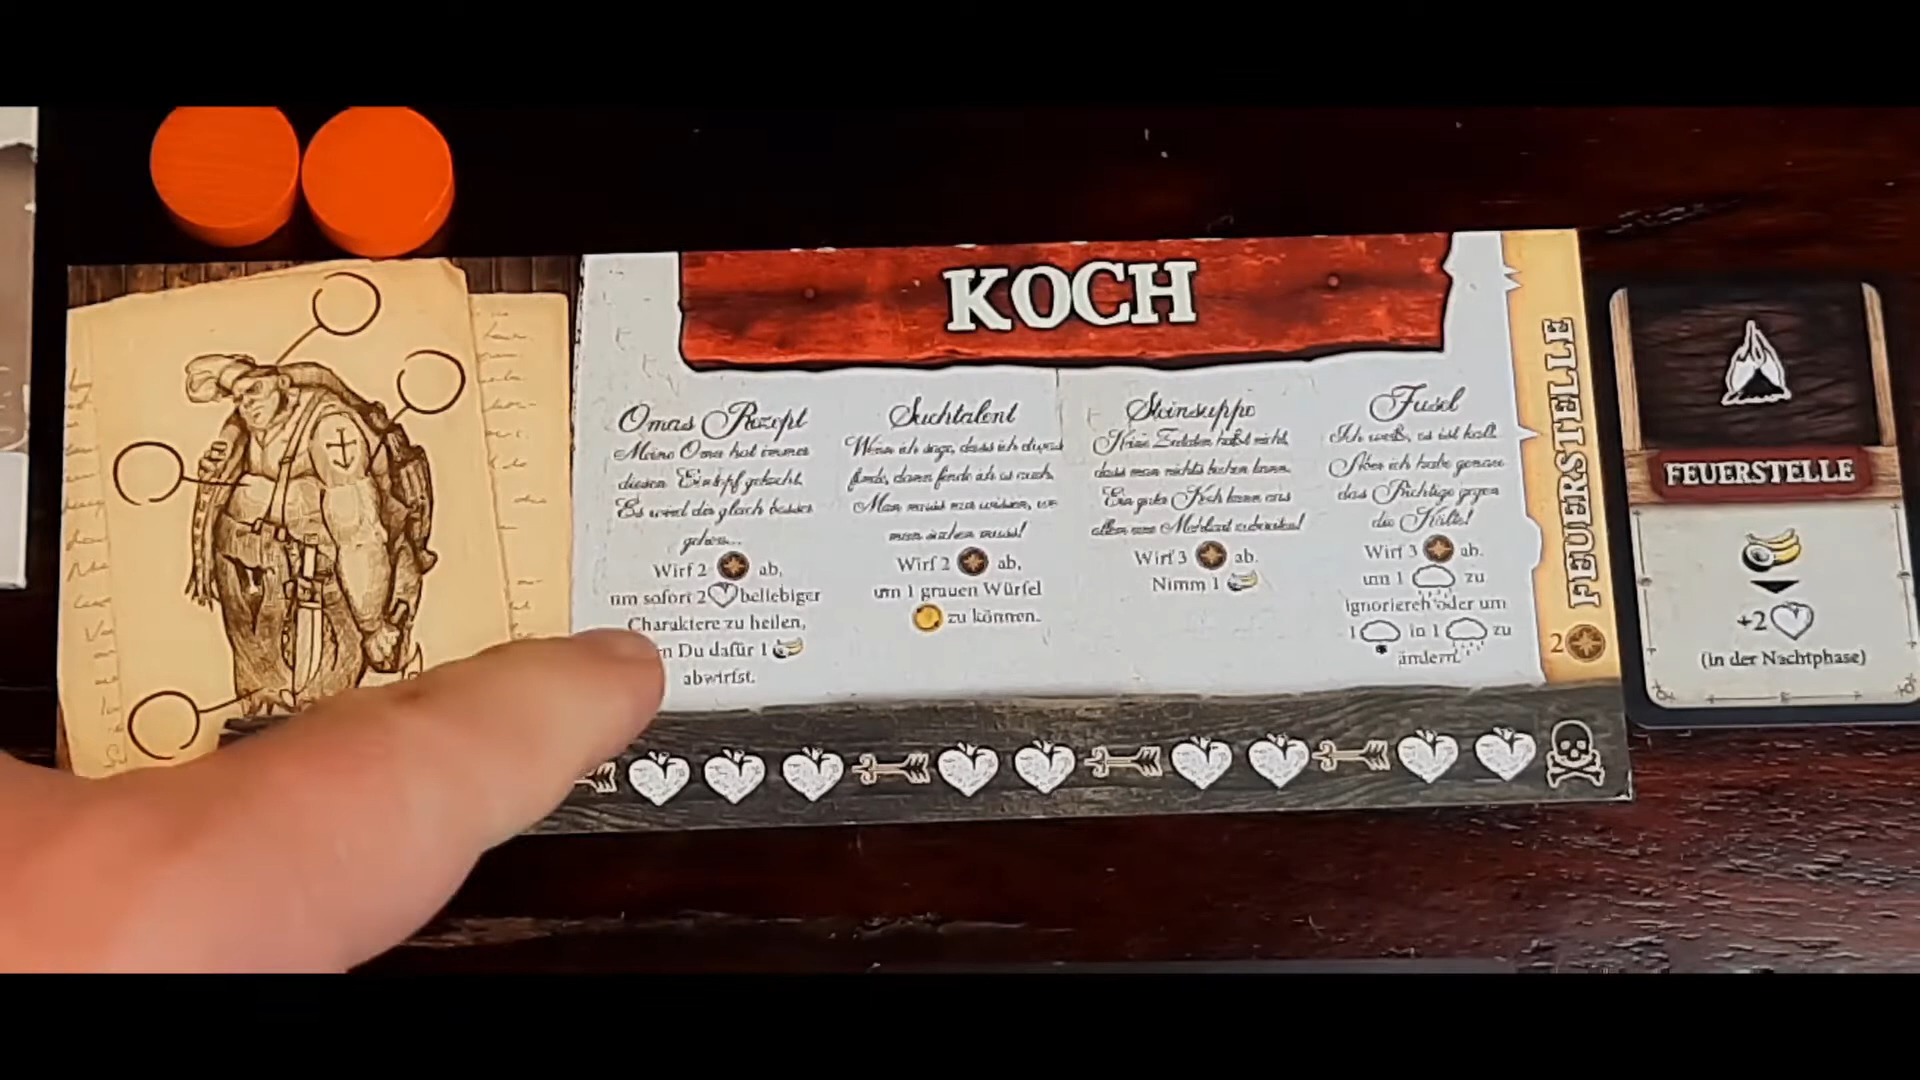 KOCH
Omas Rezept
Meine Oma hat immer
diesen Eintopf gekocht.
Es wird dir gleich besser
gehen...
Wirf 2 ab,
um sofort 2 beliebiger
Charaktere zu heilen,
n Du dafür 1
abwirfst.
Suchtalent
Wenn ich sage, dass ich etwas
finde, dann finde ich es auch.
Man muss nur wissen, wo
man suchen muss!
Wirf 2 ab,
um 1 grauen Würfel
zu können.
Steinsuppe
Keine Zutaten heißt nicht,
dass man nichts kochen kann.
Ein guter Koch kann aus
allem eine Mahlzeit zubereiten!
Wirf 3 ab.
Nimm 1
Fusel
Ich weiß, es ist kalt.
Aber ich habe genau
das Richtige gegen
die Kälte!
Wirf 3 ab.
um 1 zu
ignorieren oder um
1 in 1 zu
ändern.
FEUERSTELLE
2
FEUERSTELLE
+2
(in der Nachtphase)